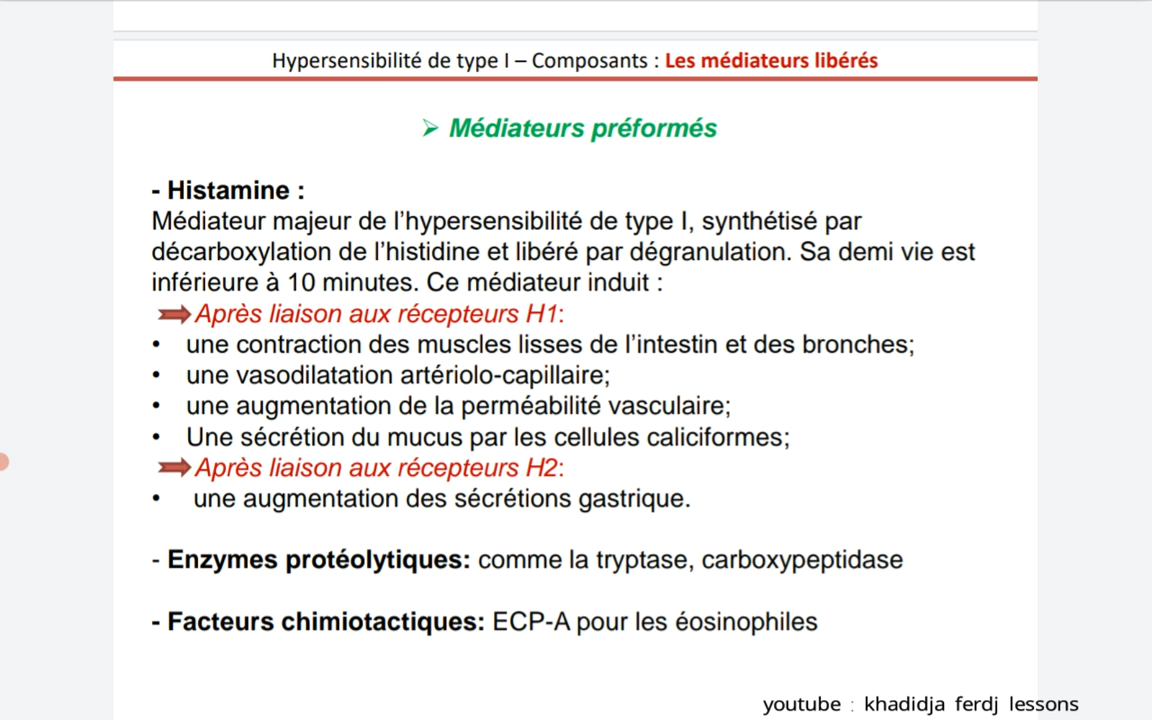 Hypersensibilité de type I – Composants : Les médiateurs libérés
➢ Médiateurs préformés
- Histamine :
Médiateur majeur de l’hypersensibilité de type I, synthétisé par
décarboxylation de l’histidine et libéré par dégranulation. Sa demi vie est
inférieure à 10 minutes. Ce médiateur induit :
Après liaison aux récepteurs H1:
• une contraction des muscles lisses de l’intestin et des bronches;
• une vasodilatation artériolo-capillaire;
• une augmentation de la perméabilité vasculaire;
• Une sécrétion du mucus par les cellules caliciformes;
Après liaison aux récepteurs H2:
• une augmentation des sécrétions gastrique.
- Enzymes protéolytiques: comme la tryptase, carboxypeptidase
- Facteurs chimiotactiques: ECP-A pour les éosinophiles
youtube : khadidja ferdj lessons